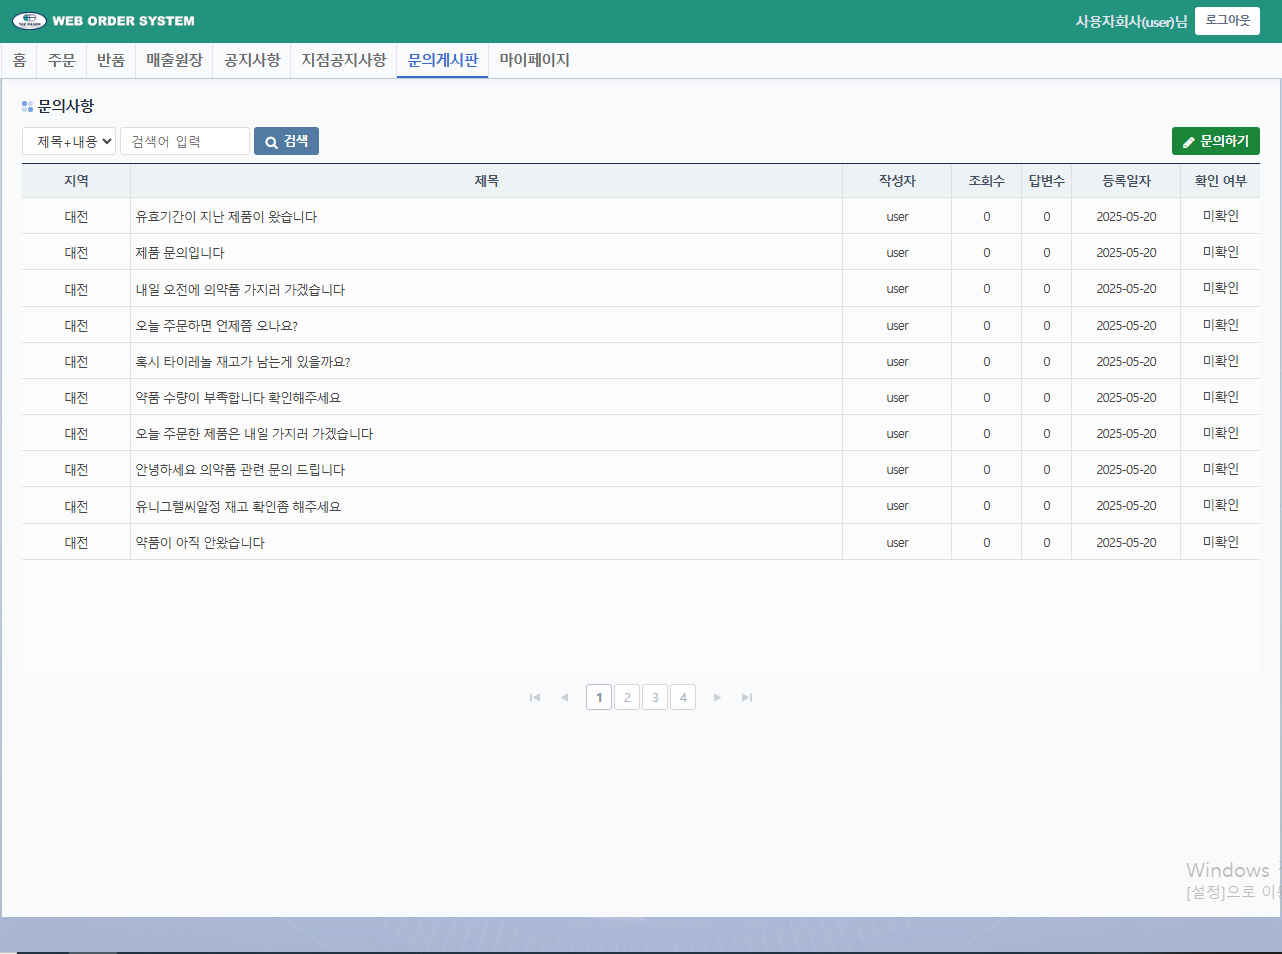 WEB ORDER SYSTEM
사용자회사(user)님 로그아웃
홈 주문 반품 매출원장 공지사항 지점공지사항 문의게시판 마이페이지
문의사항
제목+내용 검색어 입력 검색 문의하기
지역 제목 작성자 조회수 답변수 등록일자 확인 여부
대전 유효기간이 지난 제품이 왔습니다 user 0 0 2025-05-20 미확인
대전 제품 문의입니다 user 0 0 2025-05-20 미확인
대전 내일 오전에 의약품 가지러 가겠습니다 user 0 0 2025-05-20 미확인
대전 오늘 주문하면 언제쯤 오나요? user 0 0 2025-05-20 미확인
대전 혹시 타이레놀 재고가 남는게 있을까요? user 0 0 2025-05-20 미확인
대전 약품 수량이 부족합니다 확인해주세요 user 0 0 2025-05-20 미확인
대전 오늘 주문한 제품은 내일 가지러 가겠습니다 user 0 0 2025-05-20 미확인
대전 안녕하세요 의약품 관련 문의 드립니다 user 0 0 2025-05-20 미확인
대전 유니그렐씨알정 재고 확인좀 해주세요 user 0 0 2025-05-20 미확인
대전 약품이 아직 안왔습니다 user 0 0 2025-05-20 미확인
1 2 3 4
Windows
[설정]으로